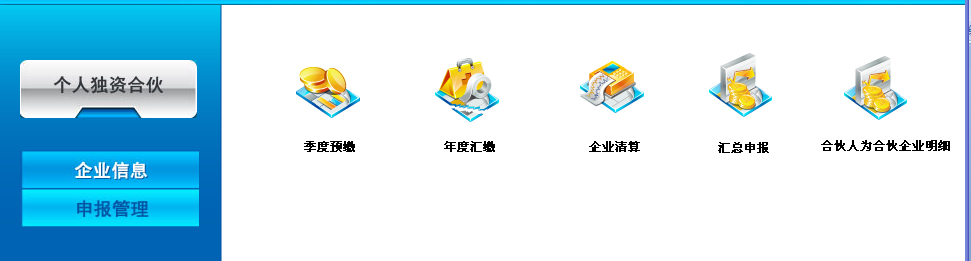 个人独资合伙
企业信息
申报管理
季度预缴
年度汇缴
企业清算
汇总申报
合伙人为合伙企业明细